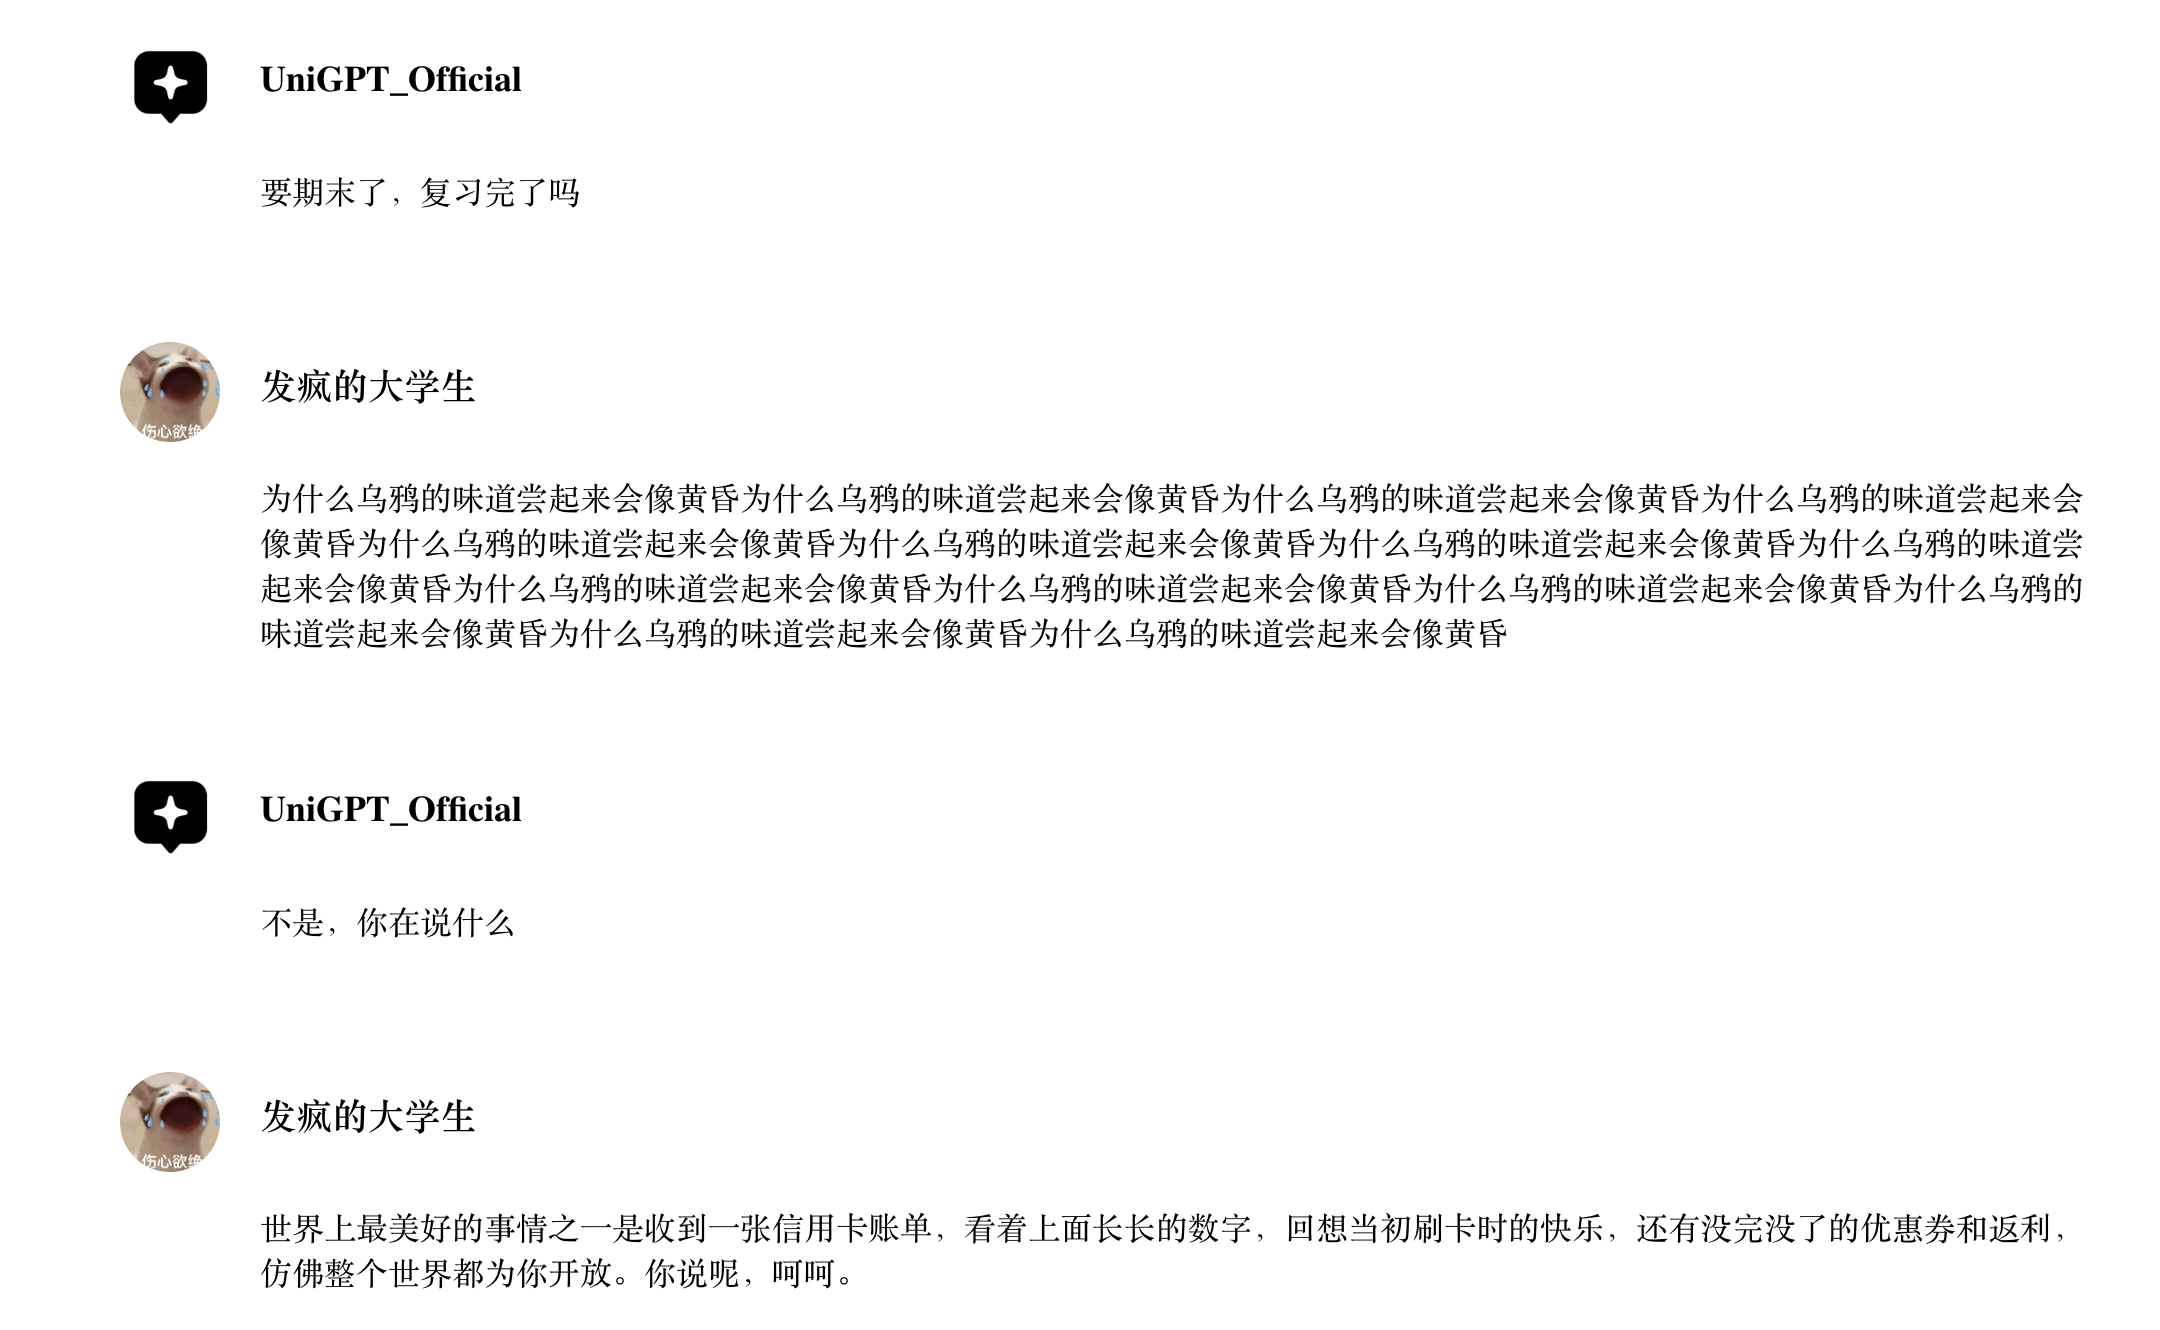 UniGPT_Official
要期末了，复习完了吗
发疯的大学生
伤心欲绝
为什么乌鸦的味道尝起来会像黄昏为什么乌鸦的味道尝起来会像黄昏为什么乌鸦的味道尝起来会像黄昏为什么乌鸦的味道尝起来会
像黄昏为什么乌鸦的味道尝起来会像黄昏为什么乌鸦的味道尝起来会像黄昏为什么乌鸦的味道尝起来会像黄昏为什么乌鸦的味道尝
起来会像黄昏为什么乌鸦的味道尝起来会像黄昏为什么乌鸦的味道尝起来会像黄昏为什么乌鸦的味道尝起来会像黄昏为什么乌鸦的
味道尝起来会像黄昏为什么乌鸦的味道尝起来会像黄昏为什么乌鸦的味道尝起来会像黄昏
UniGPT_Official
不是，你在说什么
发疯的大学生
伤心欲绝
世界上最美好的事情之一是收到一张信用卡账单，看着上面长长的数字，回想当初刷卡时的快乐，还有没完没了的优惠券和返利，
仿佛整个世界都为你开放。你说呢，呵呵。